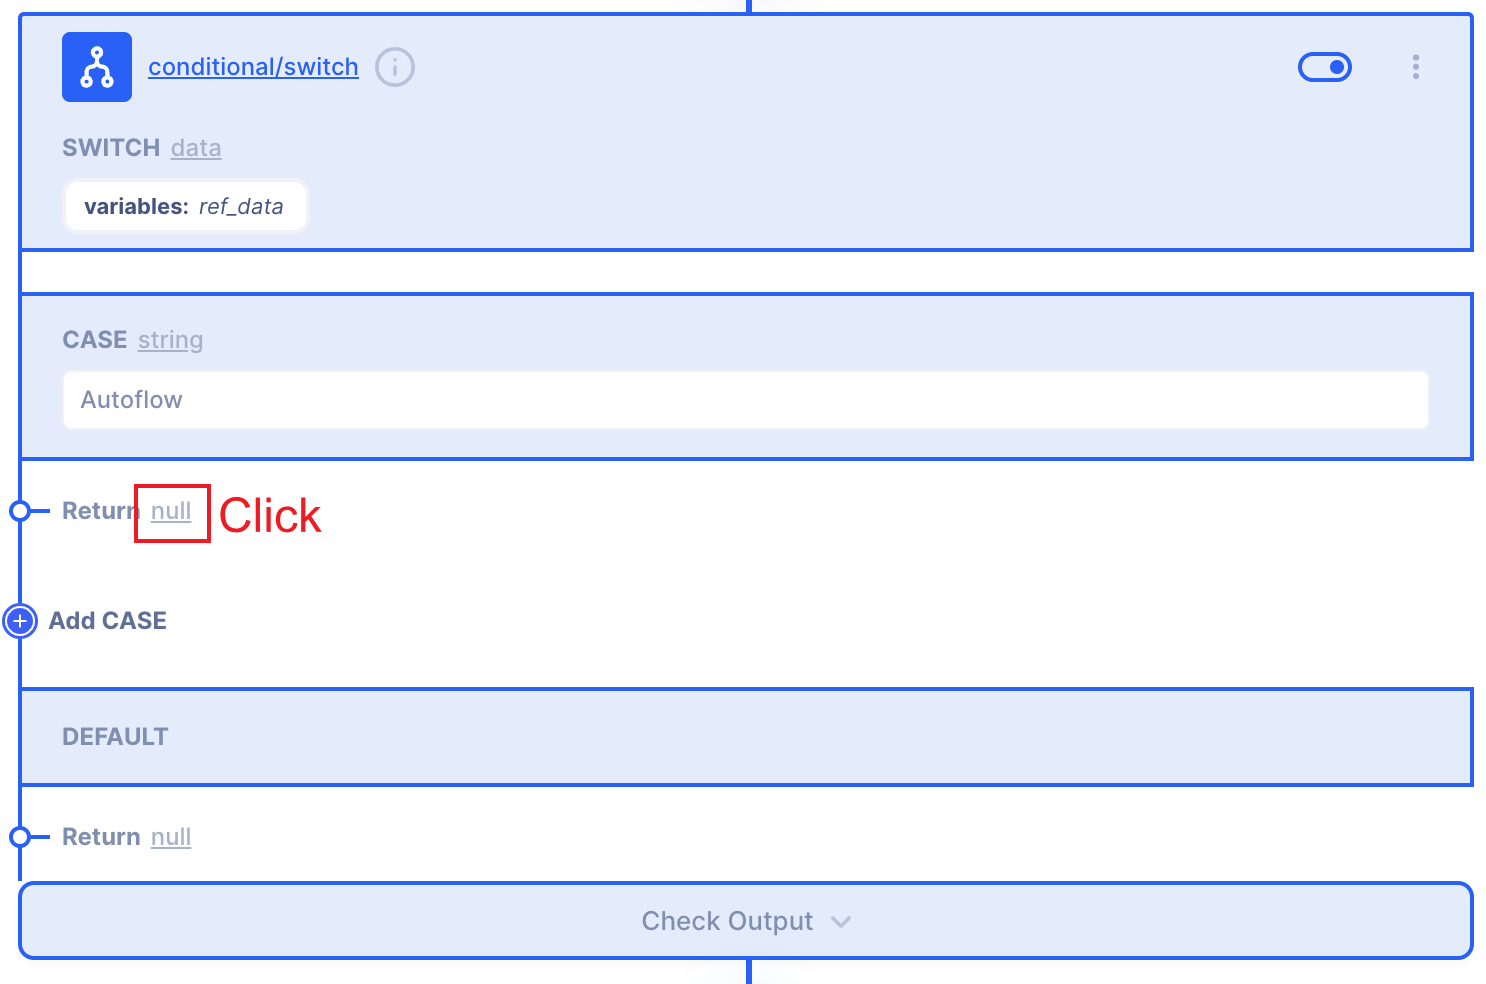 conditional/switch
SWITCH data
variables: ref_data
CASE string
Autoflow
Return null Click
Add CASE
DEFAULT
Return null
Check Output